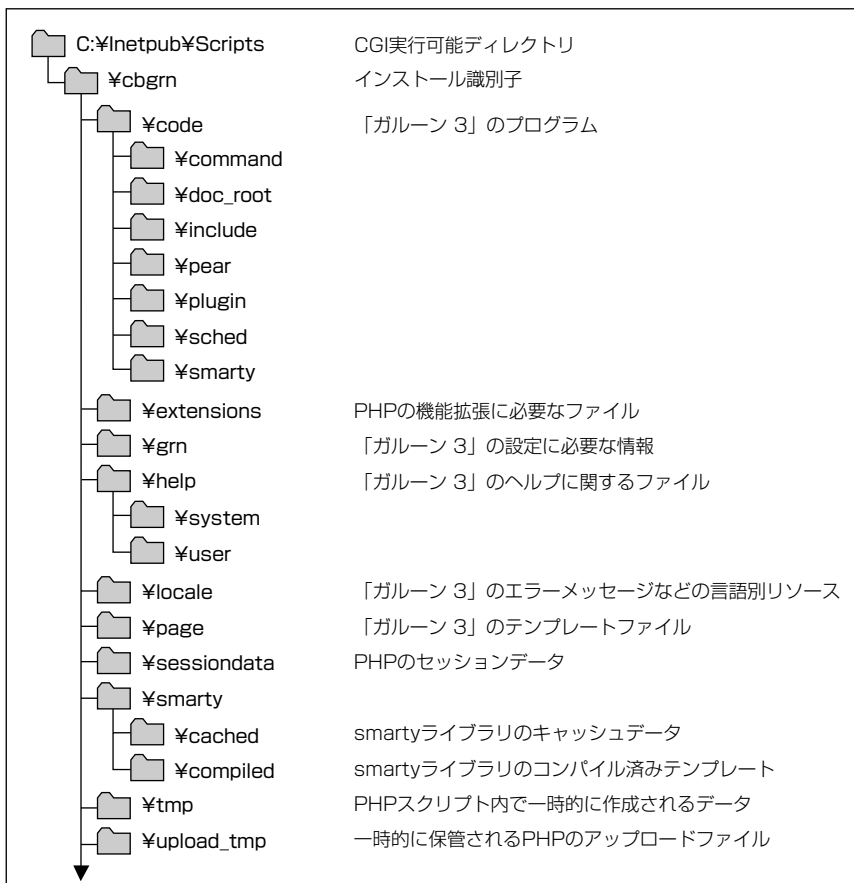 C:¥Inetpub¥Scripts CGI実行可能ディレクトリ
¥cbgrn インストール識別子
¥code 「ガルーン 3」のプログラム
¥command
¥doc_root
¥include
¥pear
¥plugin
¥sched
¥smarty
¥extensions PHPの機能拡張に必要なファイル
¥grn 「ガルーン 3」の設定に必要な情報
¥help 「ガルーン 3」のヘルプに関するファイル
¥system
¥user
¥locale 「ガルーン 3」のエラーメッセージなどの言語別リソース
¥page 「ガルーン 3」のテンプレートファイル
¥sessiondata PHPのセッションデータ
¥smarty
¥cached smartyライブラリのキャッシュデータ
¥compiled smartyライブラリのコンパイル済みテンプレート
¥tmp PHPスクリプト内で一時的に作成されるデータ
¥upload_tmp 一時的に保管されるPHPのアップロードファイル